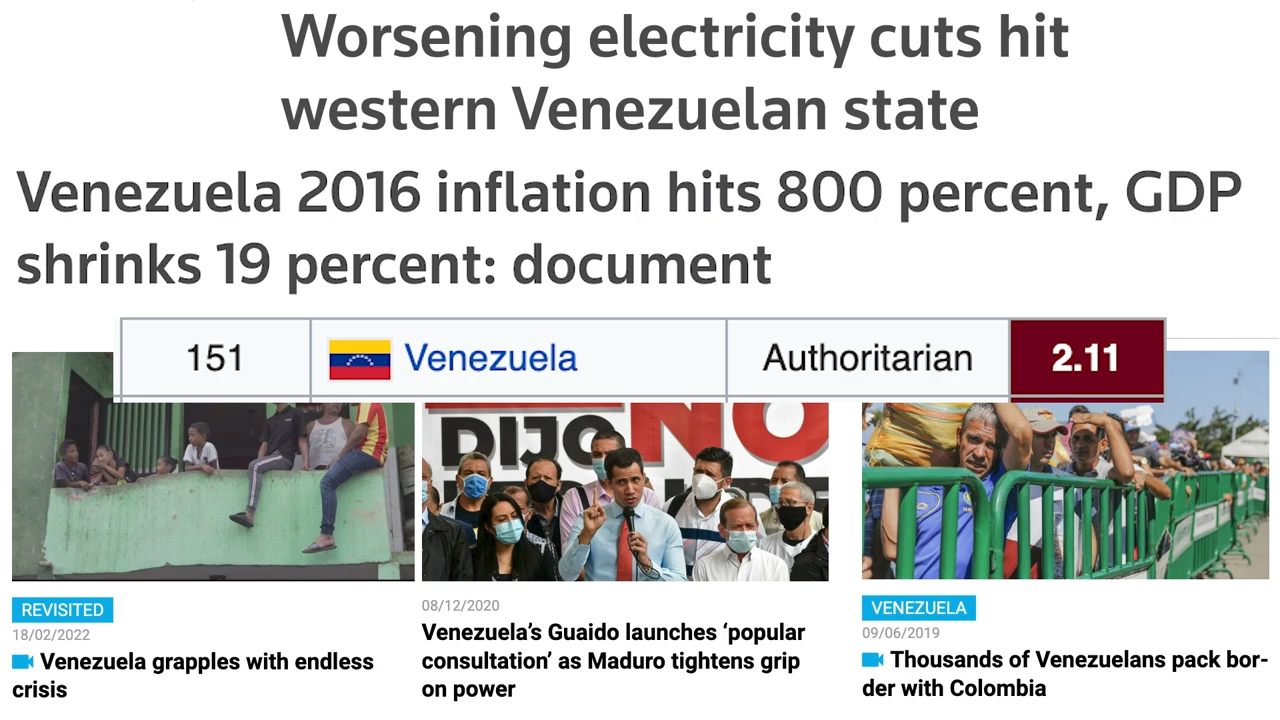 Worsening electricity cuts hit
western Venezuelan state
Venezuela 2016 inflation hits 800 percent, GDP
shrinks 19 percent: document
151 Venezuela Authoritarian 2.11
DIJO NO
REVISITED
18/02/2022
Venezuela grapples with endless
crisis
08/12/2020
Venezuela’s Guaido launches ‘popular
consultation’ as Maduro tightens grip
on power
VENEZUELA
09/06/2019
Thousands of Venezuelans pack bor-
der with Colombia